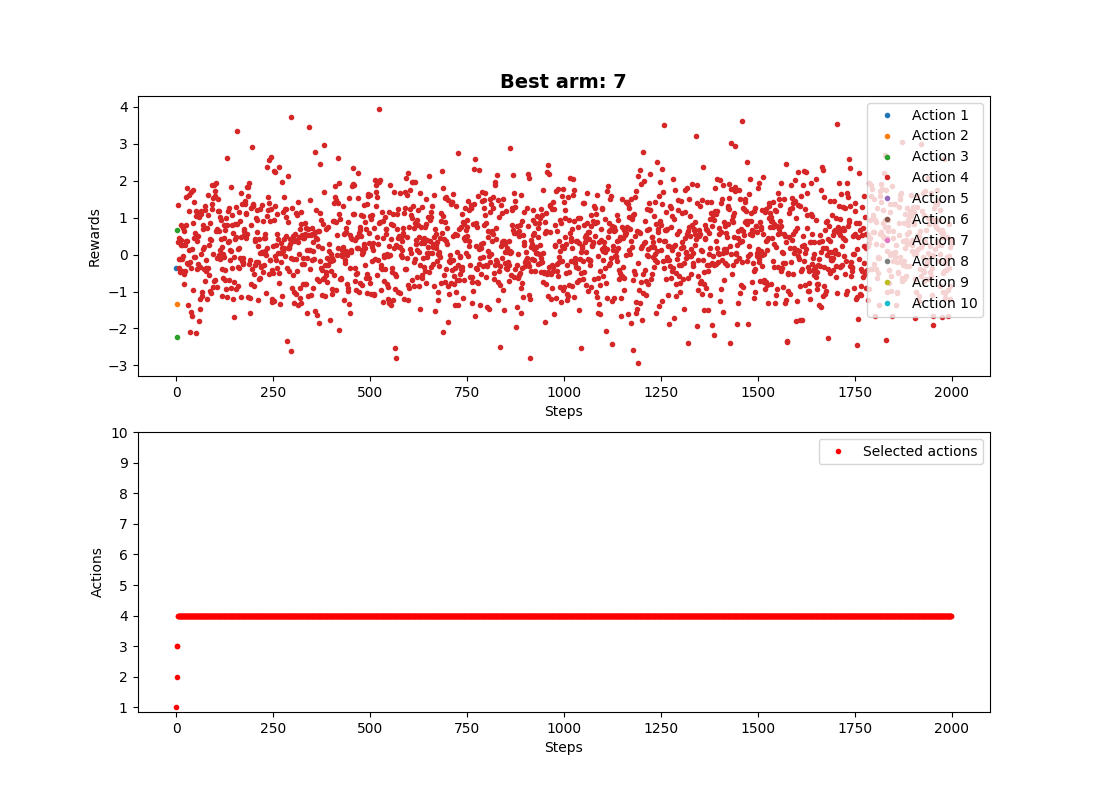 Best arm: 7
Rewards
4
3
2
1
0
−1
−2
−3
Action 1
Action 2
Action 3
Action 4
Action 5
Action 6
Action 7
Action 8
Action 9
Action 10
0 250 500 750 1000 1250 1500 1750 2000
Steps
Actions
10
9
8
7
6
5
4
3
2
1
Selected actions
0 250 500 750 1000 1250 1500 1750 2000
Steps